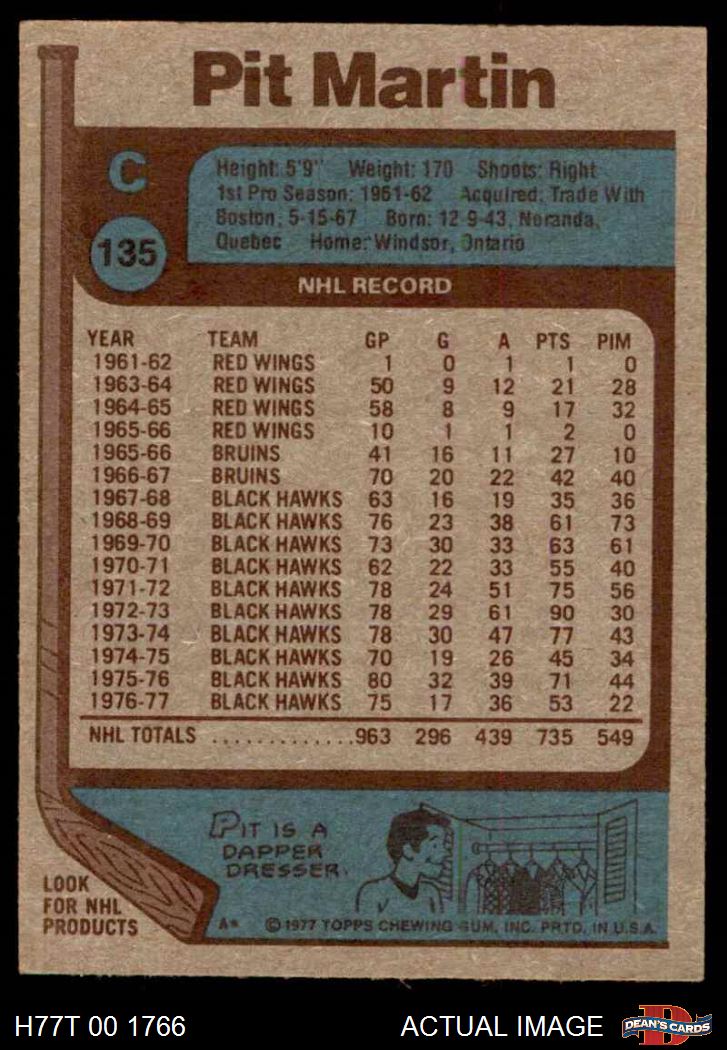 Pit Martin
C
135
Height: 5'9" Weight: 170 Shoots: Right
1st Pro Season: 1961-62 Acquired: Trade With
Boston, 5-15-67 Born: 12-9-43, Noranda,
Quebec Home: Windsor, Ontario
NHL RECORD
YEAR TEAM GP G A PTS PIM
1961-62 RED WINGS 1 0 1 1 0
1963-64 RED WINGS 50 9 12 21 28
1964-65 RED WINGS 58 8 9 17 32
1965-66 RED WINGS 10 1 1 2 0
1965-66 BRUINS 41 16 11 27 10
1966-67 BRUINS 70 20 22 42 40
1967-68 BLACK HAWKS 63 16 19 35 36
1968-69 BLACK HAWKS 76 23 38 61 73
1969-70 BLACK HAWKS 73 30 33 63 61
1970-71 BLACK HAWKS 62 22 33 55 40
1971-72 BLACK HAWKS 78 24 51 75 56
1972-73 BLACK HAWKS 78 29 61 90 30
1973-74 BLACK HAWKS 78 30 47 77 43
1974-75 BLACK HAWKS 70 19 26 45 34
1975-76 BLACK HAWKS 80 32 39 71 44
1976-77 BLACK HAWKS 75 17 36 53 22
NHL TOTALS .............963 296 439 735 549
PIT IS A
DAPPER
DRESSER.
LOOK
FOR NHL
PRODUCTS
A* © 1977 TOPPS CHEWING GUM, INC. PRTD. IN U.S.A.
H77T 00 1766 ACTUAL IMAGE
D
DEAN'S CARDS